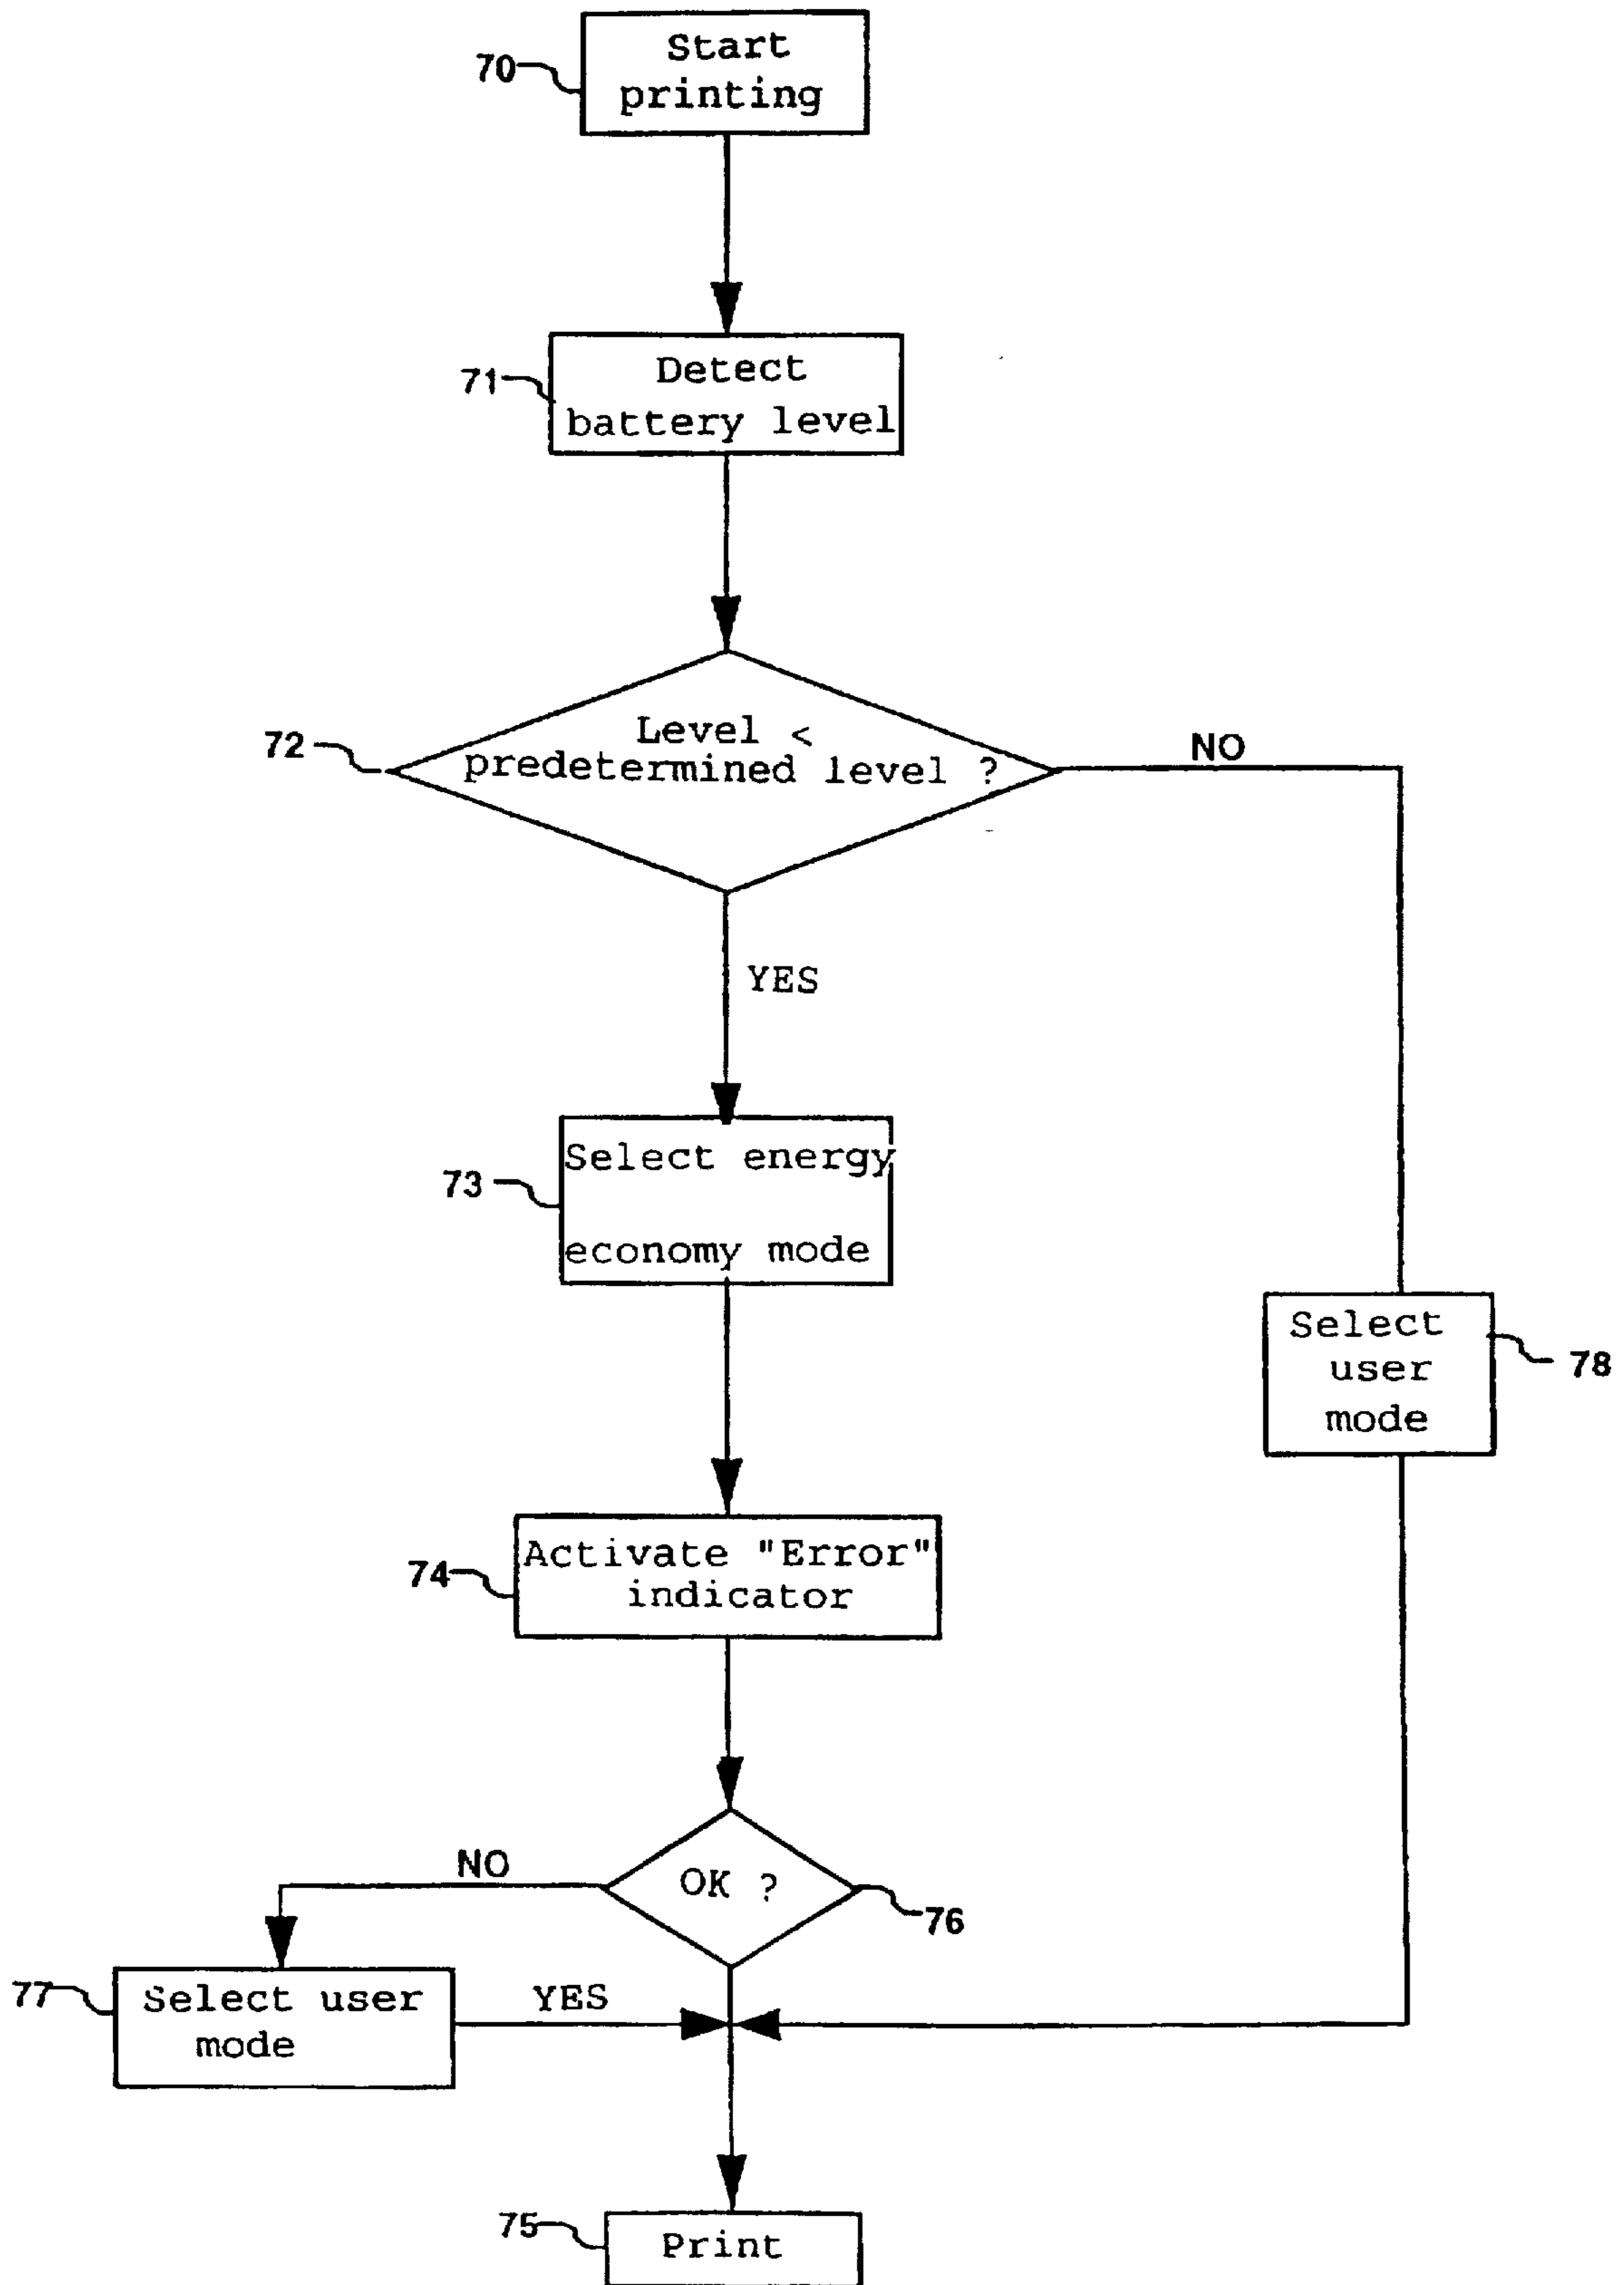 Start
printing
70
Detect
battery level
71
Level <
predetermined level ?
72
NO
YES
Select energy
economy mode
73
Select
user
mode
78
Activate "Error"
indicator
74
OK ?
76
NO
Select user
mode
77
YES
Print
75